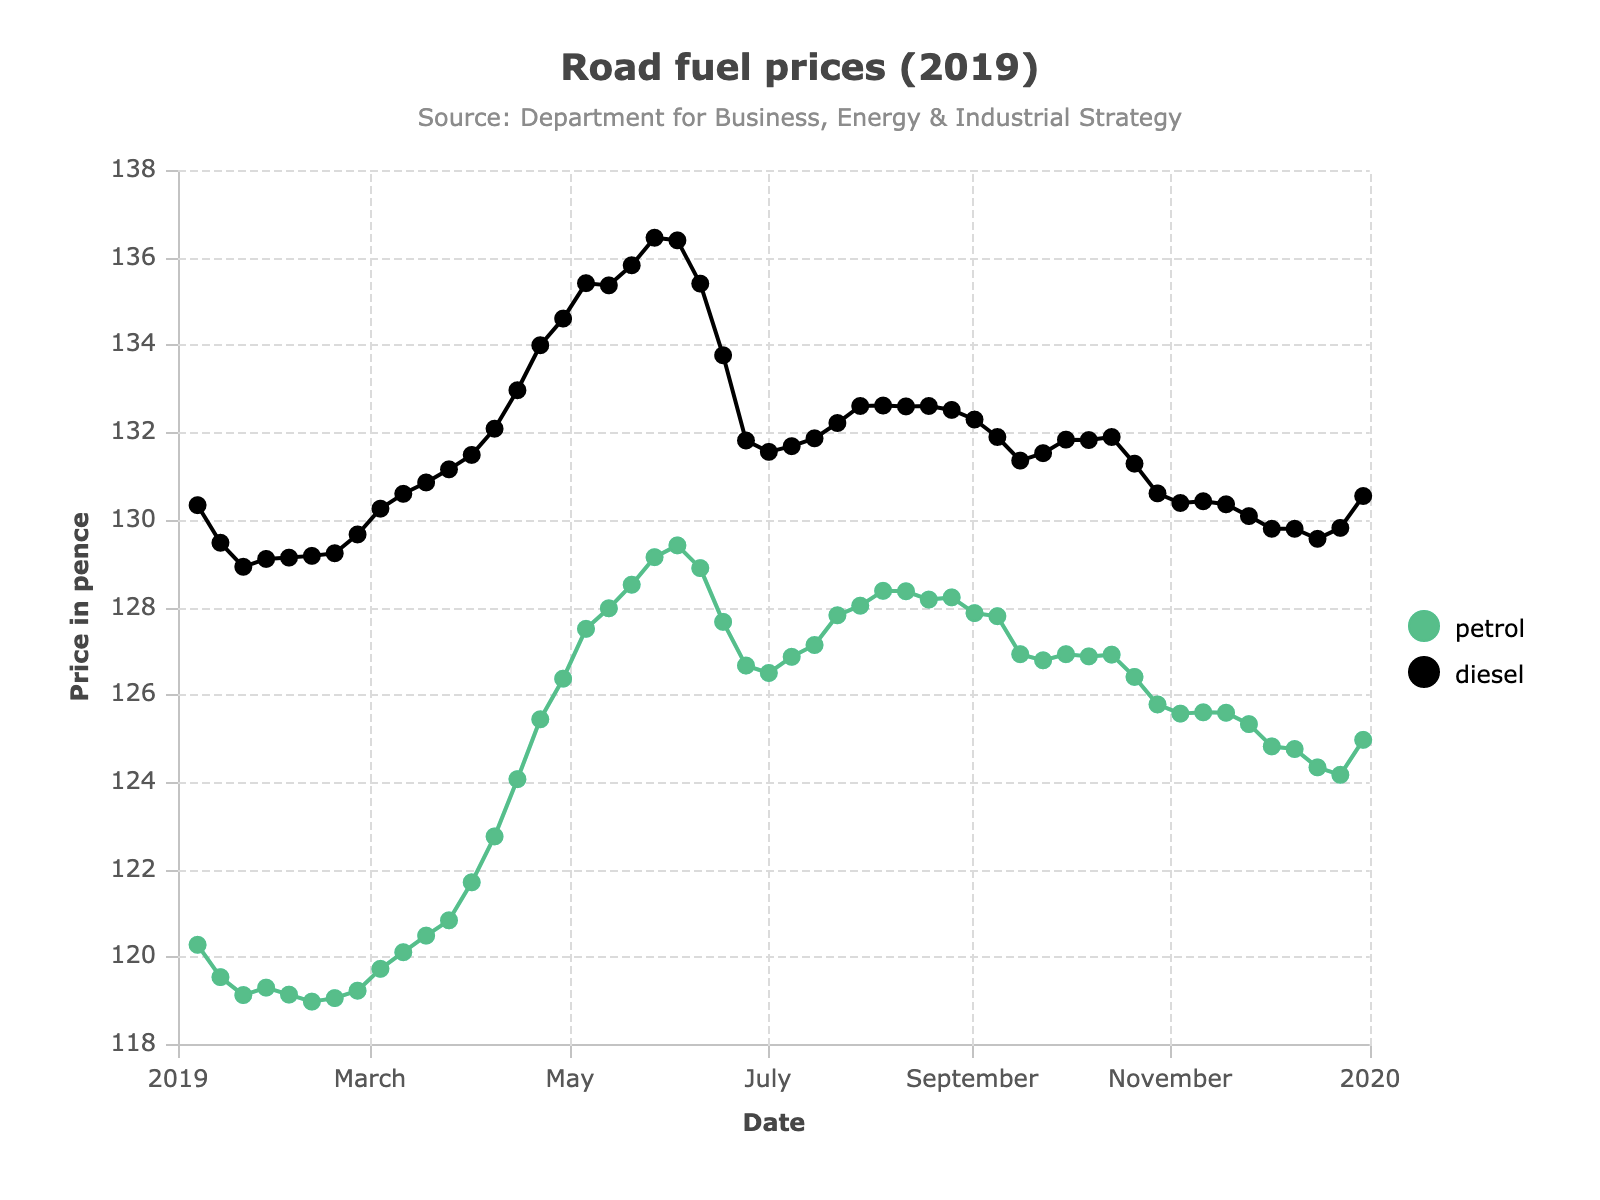 Road fuel prices (2019)
Source: Department for Business, Energy & Industrial Strategy
138
136
134
132
130
128
126
124
122
120
118
Price in pence
2019 March May July September November 2020
Date
petrol
diesel